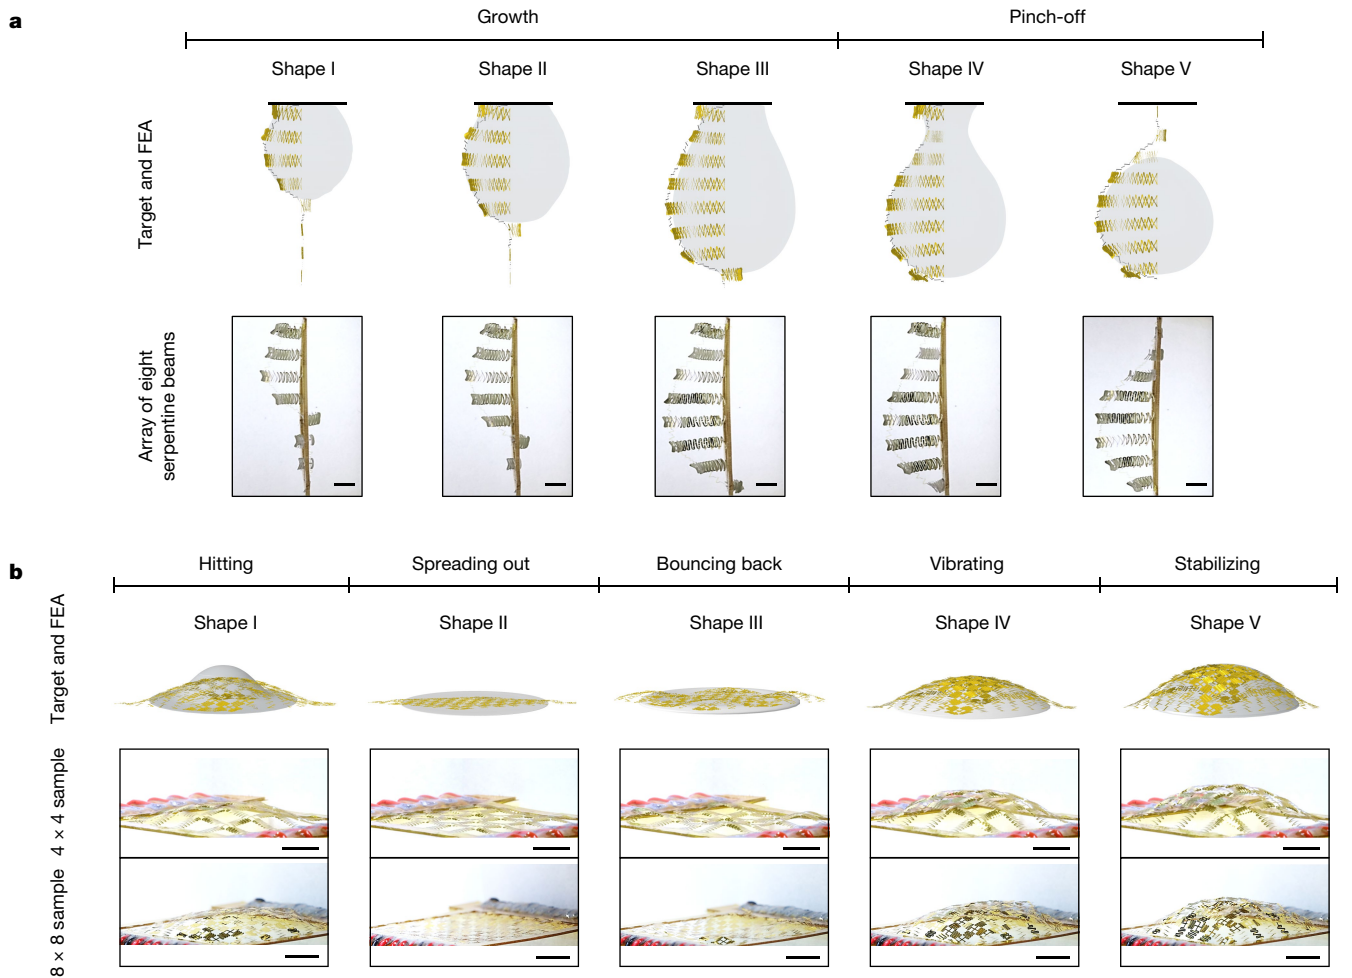 a
Growth
Pinch-off
Shape I
Shape II
Shape III
Shape IV
Shape V
Target and FEA
Array of eight
serpentine beams
b
Hitting
Spreading out
Bouncing back
Vibrating
Stabilizing
Shape I
Shape II
Shape III
Shape IV
Shape V
Target and FEA
4 × 4 sample
8 × 8 sample